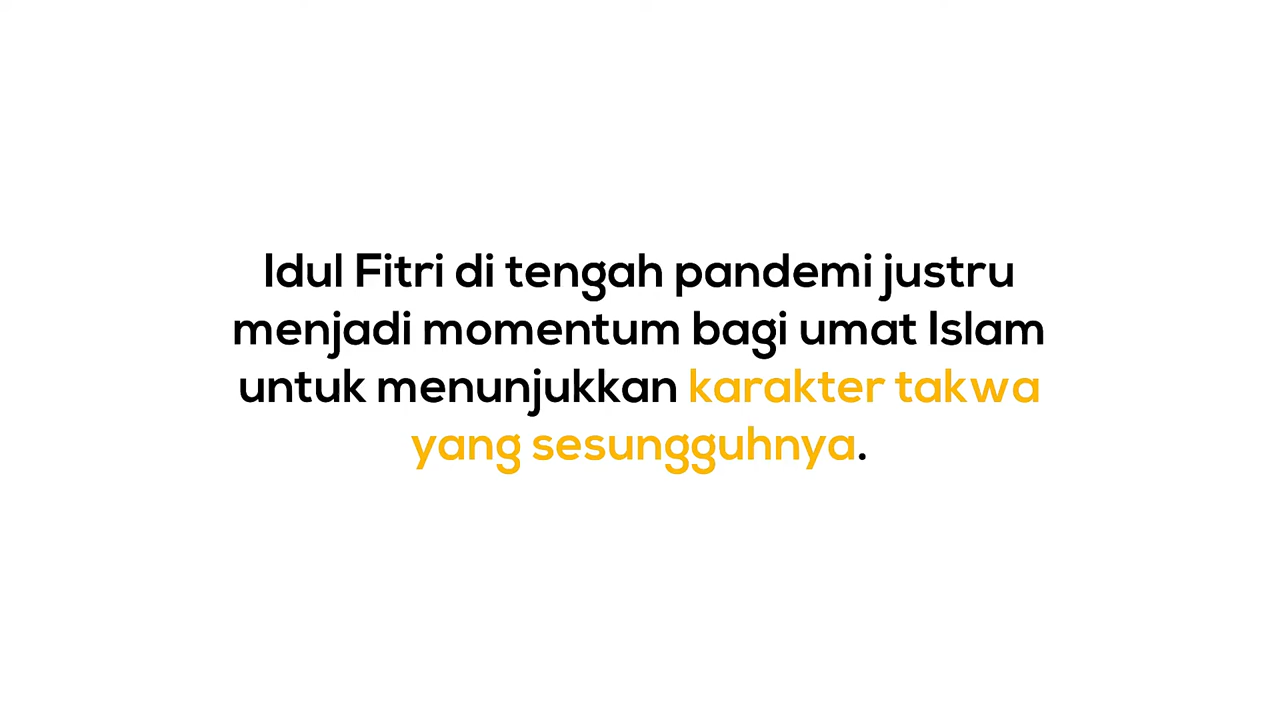 Idul Fitri di tengah pandemi justru
menjadi momentum bagi umat Islam
untuk menunjukkan karakter takwa
yang sesungguhnya.